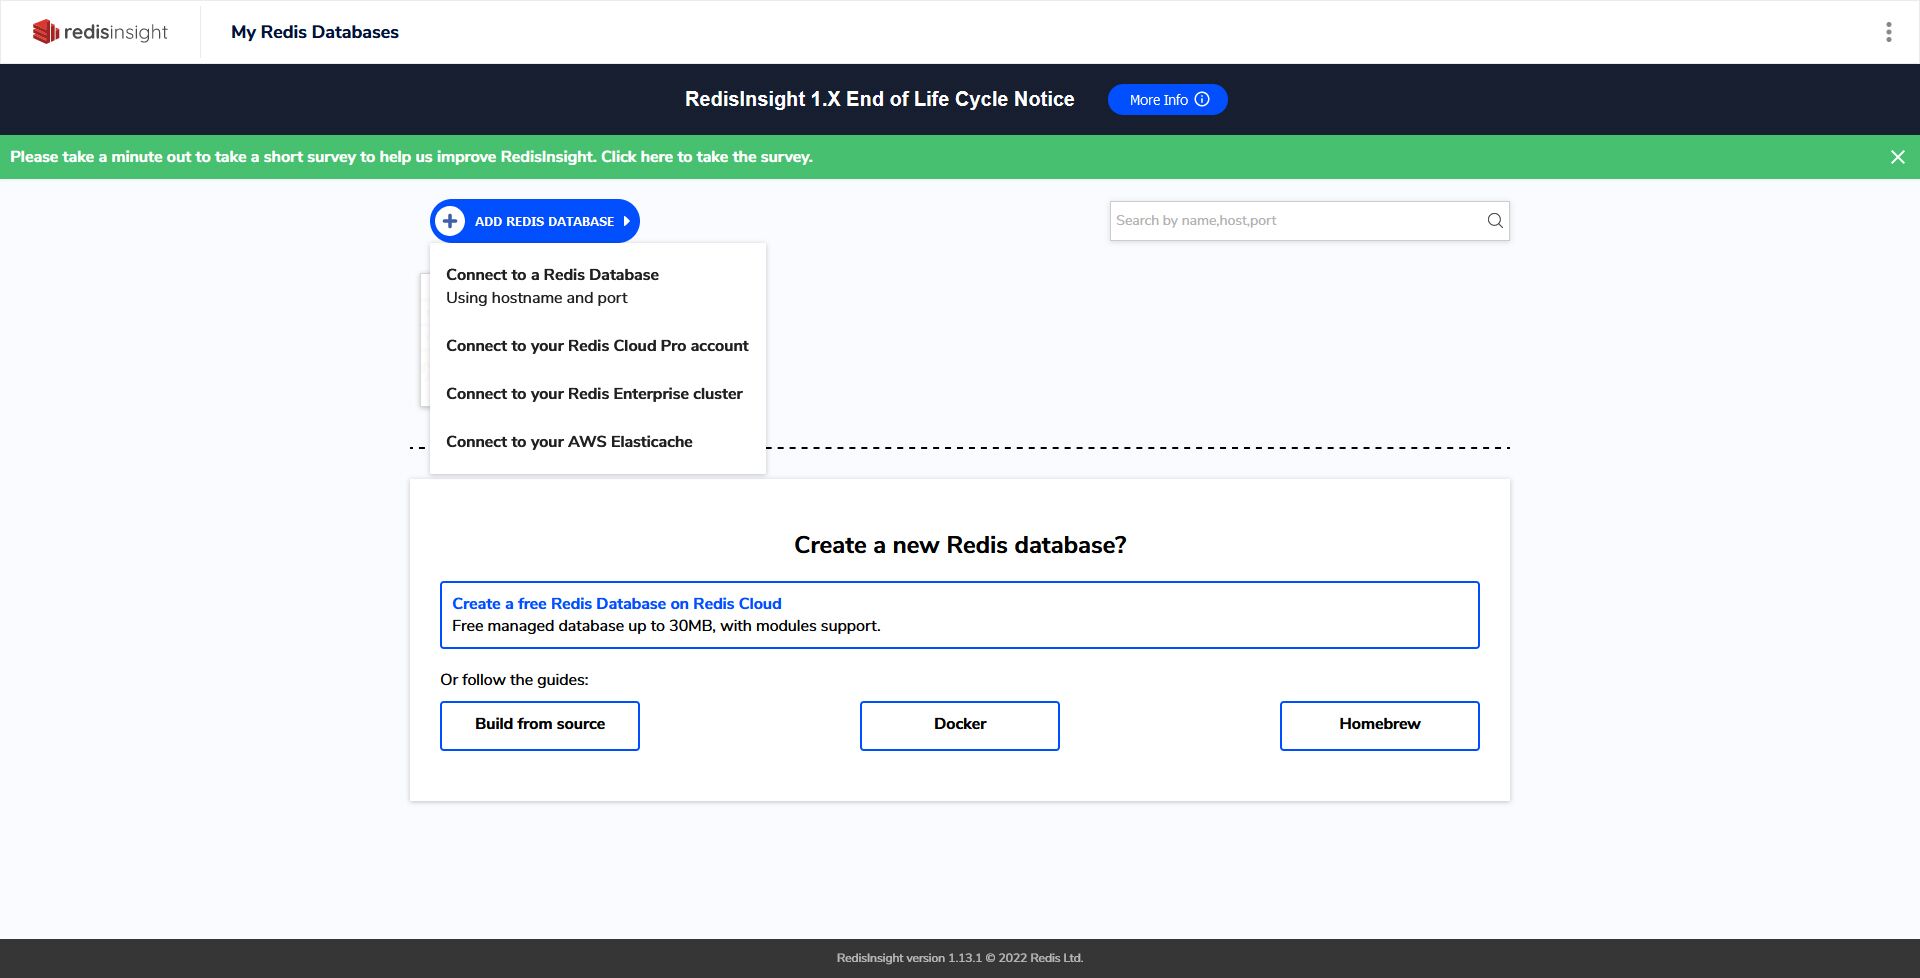 redisinsight
My Redis Databases
RedisInsight 1.X End of Life Cycle Notice
More Info
Please take a minute out to take a short survey to help us improve RedisInsight. Click here to take the survey.
ADD REDIS DATABASE
Search by name,host,port
Connect to a Redis Database
Using hostname and port
Connect to your Redis Cloud Pro account
Connect to your Redis Enterprise cluster
Connect to your AWS Elasticache
Create a new Redis database?
Create a free Redis Database on Redis Cloud
Free managed database up to 30MB, with modules support.
Or follow the guides:
Build from source
Docker
Homebrew
RedisInsight version 1.13.1 © 2022 Redis Ltd.